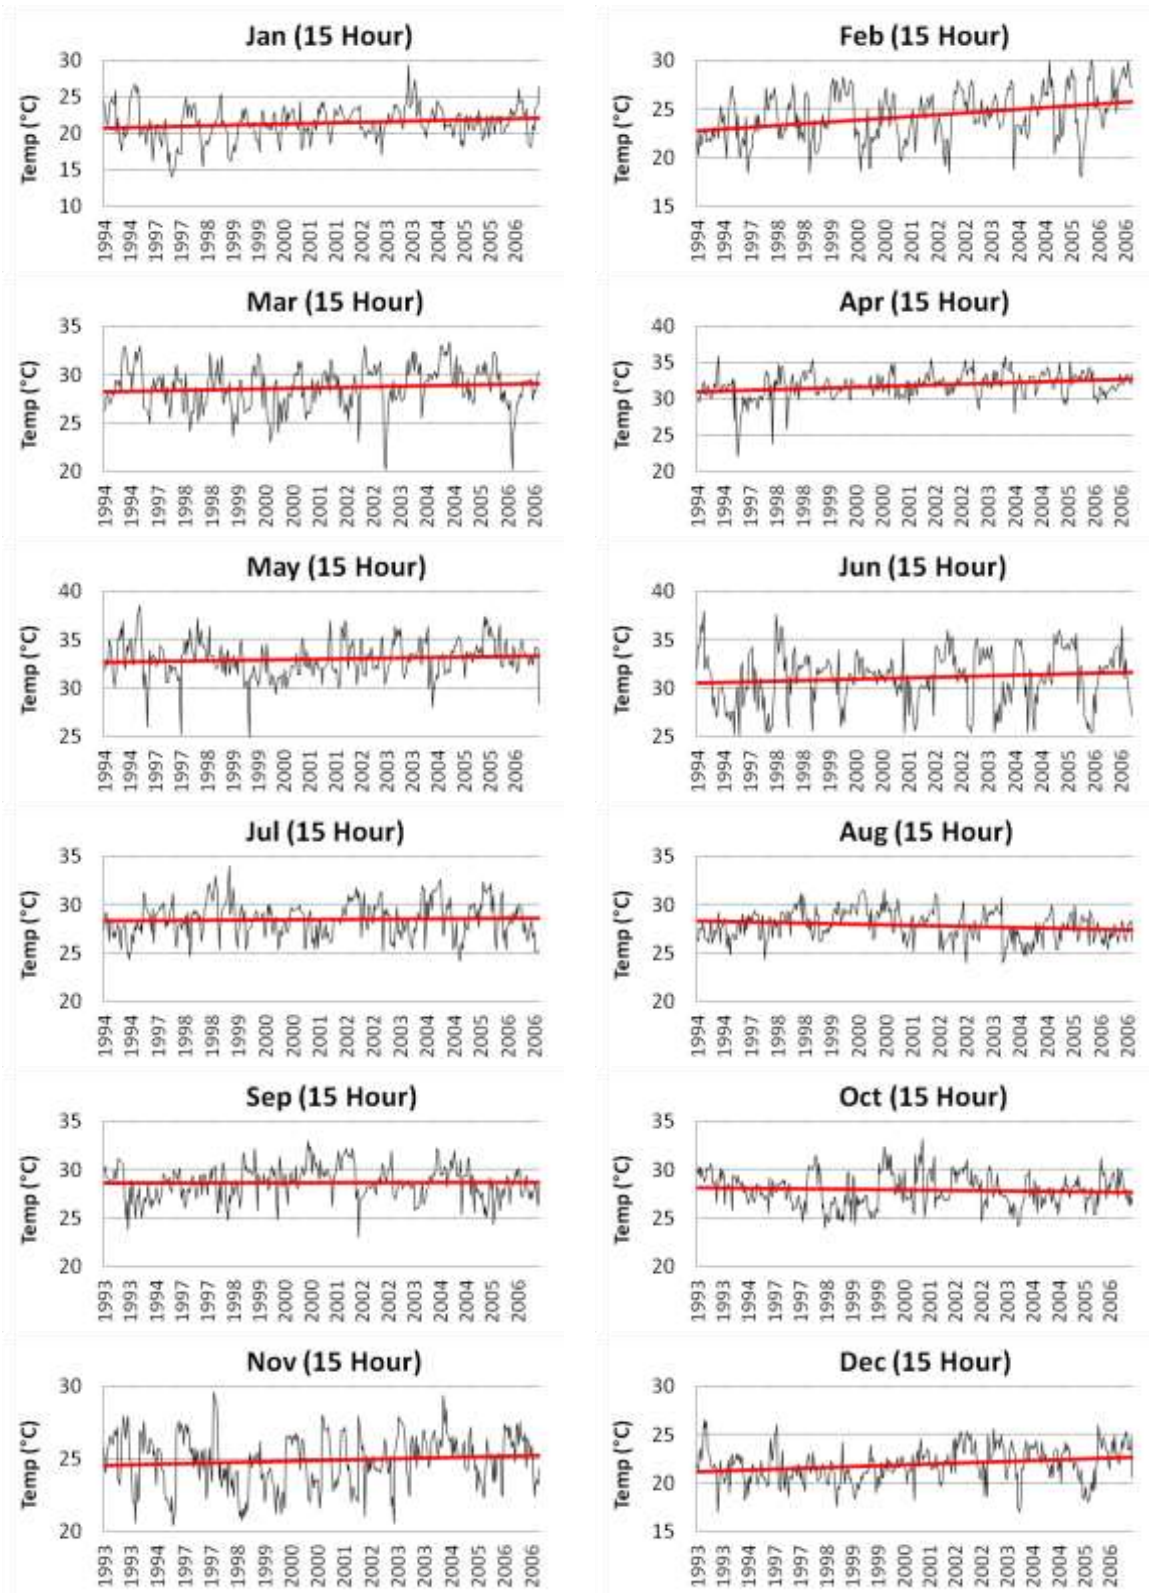 Jan (15 Hour)
Temp (°C)
30
25
20
15
10
1994 1994 1997 1997 1998 1999 1999 2000 2001 2001 2002 2003 2003 2004 2005 2005 2006
Feb (15 Hour)
Temp (°C)
30
25
20
15
1994 1994 1997 1998 1998 1999 2000 2000 2001 2002 2002 2003 2004 2004 2005 2006 2006
Mar (15 Hour)
Temp (°C)
35
30
25
20
1994 1994 1997 1998 1998 1999 2000 2000 2001 2002 2002 2003 2004 2004 2005 2006 2006
Apr (15 Hour)
Temp (°C)
40
35
30
25
20
1994 1994 1997 1998 1998 1999 2000 2000 2001 2002 2002 2003 2004 2004 2005 2006 2006
May (15 Hour)
Temp (°C)
40
35
30
25
1994 1994 1997 1997 1998 1999 1999 2000 2001 2001 2002 2003 2003 2004 2005 2005 2006
Jun (15 Hour)
Temp (°C)
40
35
30
25
1994 1994 1997 1998 1998 1999 2000 2000 2001 2002 2002 2003 2004 2004 2005 2006 2006
Jul (15 Hour)
Temp (°C)
35
30
25
20
1994 1994 1997 1998 1998 1999 2000 2000 2001 2002 2002 2003 2004 2004 2005 2006 2006
Aug (15 Hour)
Temp (°C)
35
30
25
20
1994 1994 1997 1998 1998 1999 2000 2000 2001 2002 2002 2003 2004 2004 2005 2006 2006
Sep (15 Hour)
Temp (°C)
35
30
25
20
1993 1993 1994 1997 1997 1998 1999 2000 2000 2001 2002 2002 2003 2004 2005 2005 2006
Oct (15 Hour)
Temp (°C)
35
30
25
20
1993 1993 1994 1997 1997 1998 1999 1999 2000 2001 2002 2002 2003 2004 2004 2005 2006
Nov (15 Hour)
Temp (°C)
30
25
20
1993 1993 1994 1997 1997 1998 1999 2000 2000 2001 2002 2002 2003 2004 2004 2005 2006
Dec (15 Hour)
Temp (°C)
30
25
20
15
1993 1993 1994 1997 1997 1998 1999 1999 2000 2001 2002 2002 2003 2004 2004 2005 2006